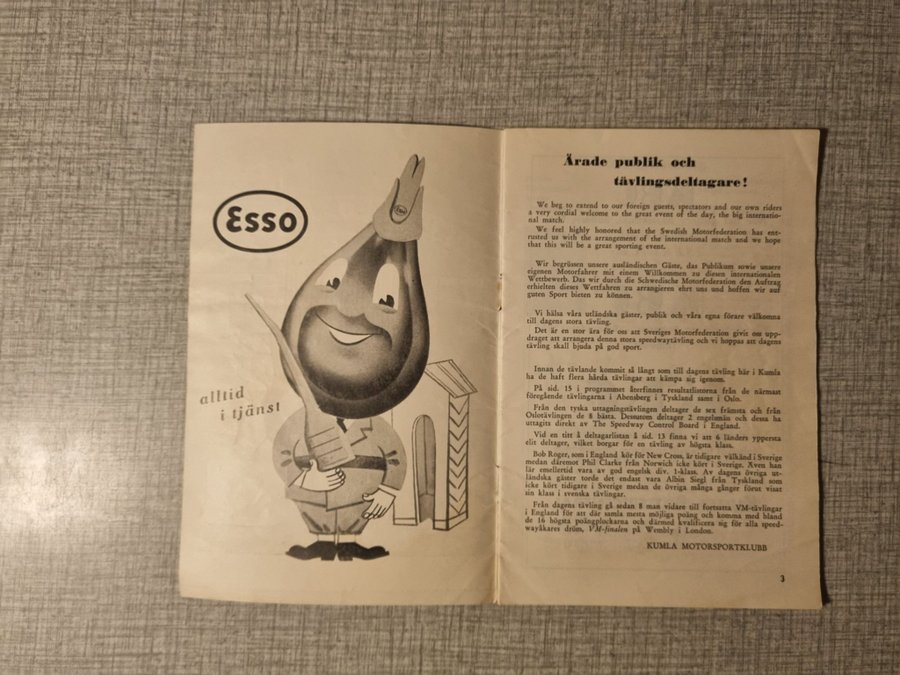 Esso
Esso
alltid
i tjänst
Ärade publik och
tävlingsdeltagare!
We beg to extend to our foreign guests, spectators and our own riders
a very cordial welcome to the great event of the day, the big internatio-
nal match.
We feel highly honored that the Swedish Motorfederation has ent-
rusted us with the arrangement of the international match and we hope
that this will be a great sporting event.
Wir begrüssen unsere ausländischen Gäste, das Publikum sowie unsere
eigenen Motorfahrer mit einem Willkommen zu diesen internationalen
Wettbewerb. Das wir durch die Schwedische Motorfederation den Auftrag
erhielten dieses Wettfahren zu arrangieren ehrt uns und hoffen wir auf
guten Sport bieten zu können.
Vi hälsa våra utländska gäster, publik och våra egna förare välkomna
till dagens stora tävling.
Det är en stor ära för oss att Sveriges Motorfederation givit oss upp-
draget att arrangera denna stora speedwaytävling och vi hoppas att dagens
tävling skall bjuda på god sport.
Innan de tävlande kommit så långt som till dagens tävling här i Kumla
ha de haft flera hårda tävlingar att kämpa sig igenom.
På sid. 15 i programmet återfinnes resultatlistorna från de närmast
föregående tävlingarna i Abensberg i Tyskland samt i Oslo.
Från den tyska uttagningstävlingen deltager de sex främsta och från
Oslotävlingen de 8 bästa. Dessutom deltager 2 engelsmän och dessa ha
uttagits direkt av The Speedway Control Board i England.
Vid en titt å deltagarlistan å sid. 13 finna vi att 6 länders yppersta
elit deltager, vilket borgar för en tävling av högsta klass.
Bob Roger, som i England kör för New Cross, är tidigare välkänd i Sverige
medan däremot Phil Clarke från Norwich icke kört i Sverige. Även han
lär emellertid vara av god engelsk div. 1-klass. Av dagens övriga ut-
ländska gäster torde det endast vara Albin Siegl från Tyskland som
icke kört tidigare i Sverige medan de övriga många gånger förut visat
sin klass i svenska tävlingar.
Från dagens tävling gå sedan 8 man vidare till fortsatta VM-tävlingar
i England för att där samla mesta möjliga poäng och komma med bland
de 16 högsta poängplockarna och därmed kvalificera sig för alla speed-
wayåkares dröm, VM-finalen på Wembly i London.
KUMLA MOTORSPORTKLUBB
3